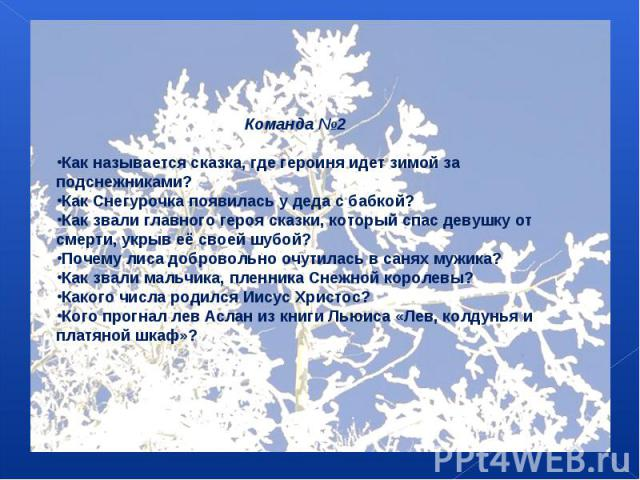 Команда №2
•Как называется сказка, где героиня идет зимой за
подснежниками?
•Как Снегурочка появилась у деда с бабкой?
•Как звали главного героя сказки, который спас девушку от
смерти, укрыв её своей шубой?
•Почему лиса добровольно очутилась в санях мужика?
•Как звали мальчика, пленника Снежной королевы?
•Какого числа родился Иисус Христос?
•Кого прогнал лев Аслан из книги Льюиса «Лев, колдунья и
платяной шкаф»?
PPt4WEB.ru